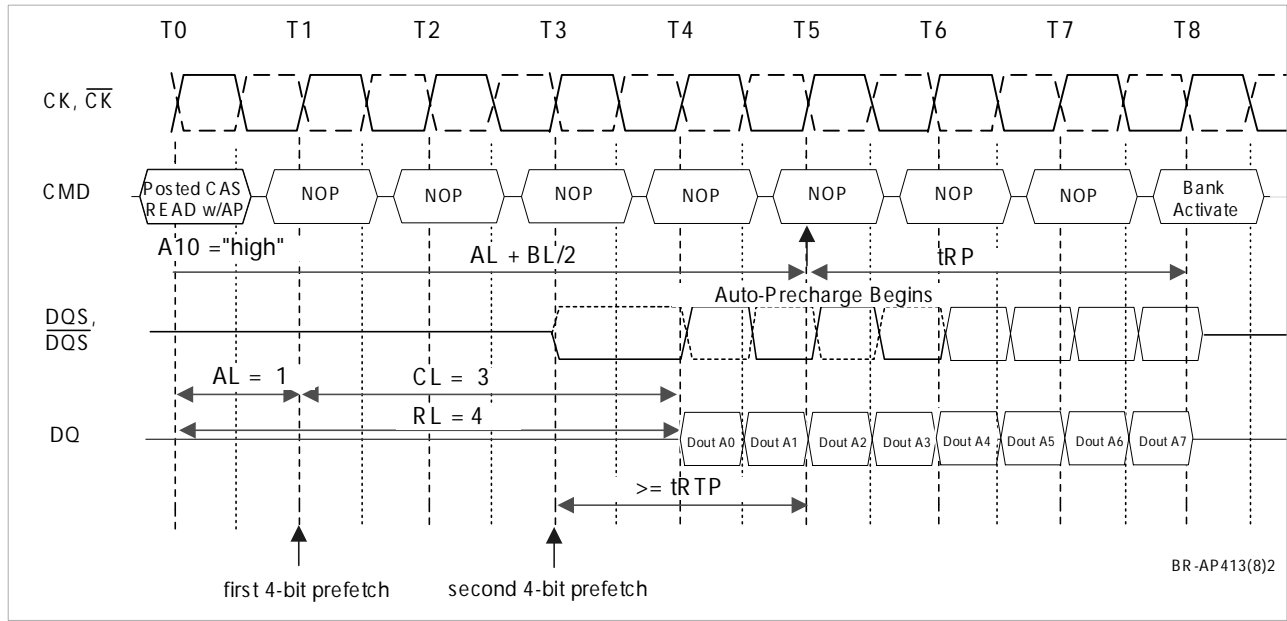 T0 T1 T2 T3 T4 T5 T6 T7 T8
CK, CK
CMD
Posted CAS
READ w/AP
NOP NOP NOP NOP NOP NOP NOP
Bank
Activate
A10 ="high"
AL + BL/2
tRP
Auto-Precharge Begins
DQS,
DQS
AL = 1
CL = 3
RL = 4
DQ
Dout A0 Dout A1 Dout A2 Dout A3 Dout A4 Dout A5 Dout A6 Dout A7
>= tRTP
first 4-bit prefetch
second 4-bit prefetch
BR-AP413(8)2